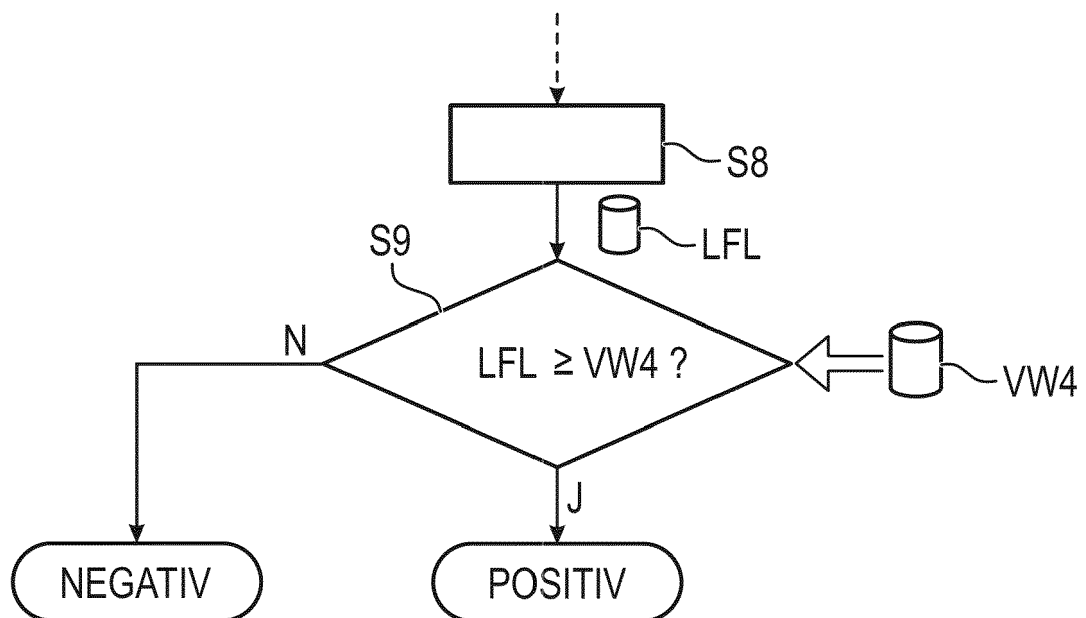 S8
LFL
S9
N
LFL ≥ VW4 ?
VW4
J
NEGATIV
POSITIV